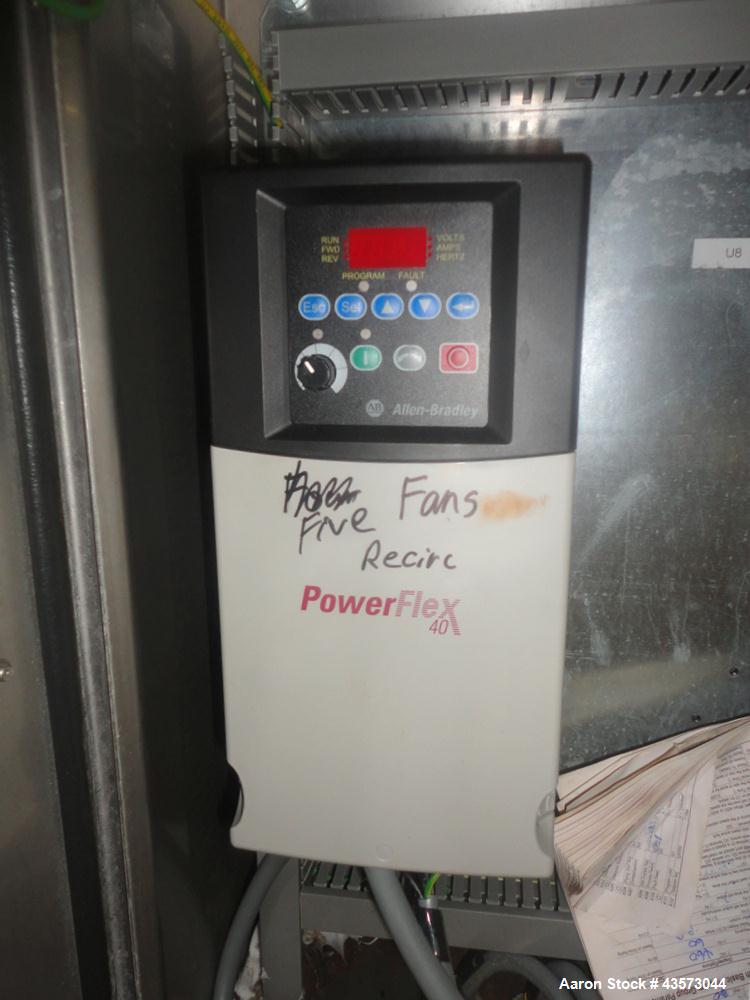 RUN
FWD
REV
VOLTS
AMPS
HERTZ
PROGRAM FAULT
Esc Sel
AB Allen-Bradley
Fans
Five
Recirc
PowerFlex
40
U8
Aaron Stock # 43573044